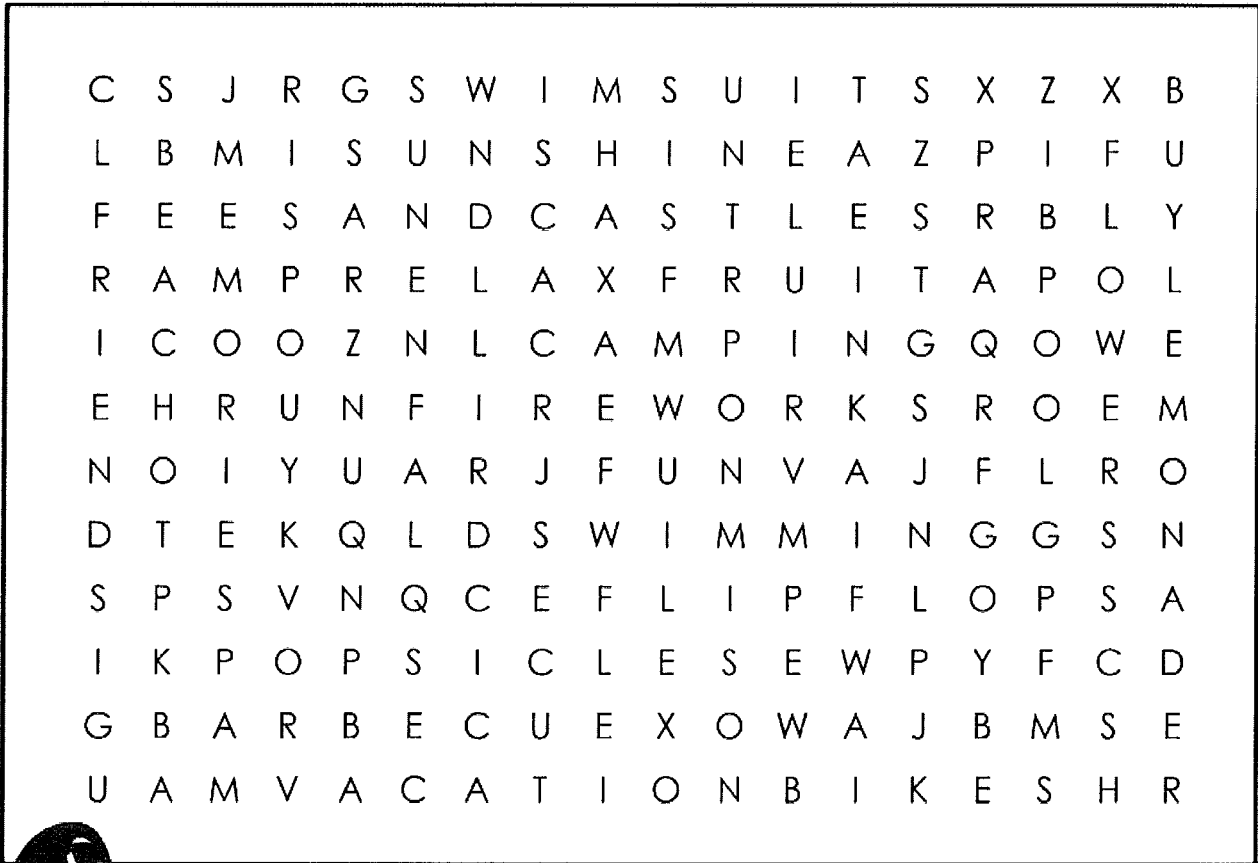 C S J R G S W I M S U I T S X Z X B
L B M I S U N S H I N E A Z P I F U
F E E S A N D C A S T L E S R B L Y
R A M P R E L A X F R U I T A P O L
I C O O Z N L C A M P I N G Q O W E
E H R U N F I R E W O R K S R O E M
N O I Y U A R J F U N V A J F L R O
D T E K Q L D S W I M M I N G G S N
S P S V N Q C E F L I P F L O P S A
I K P O P S I C L E S E W P Y F C D
G B A R B E C U E X O W A J B M S E
U A M V A C A T I O N B I K E S H R